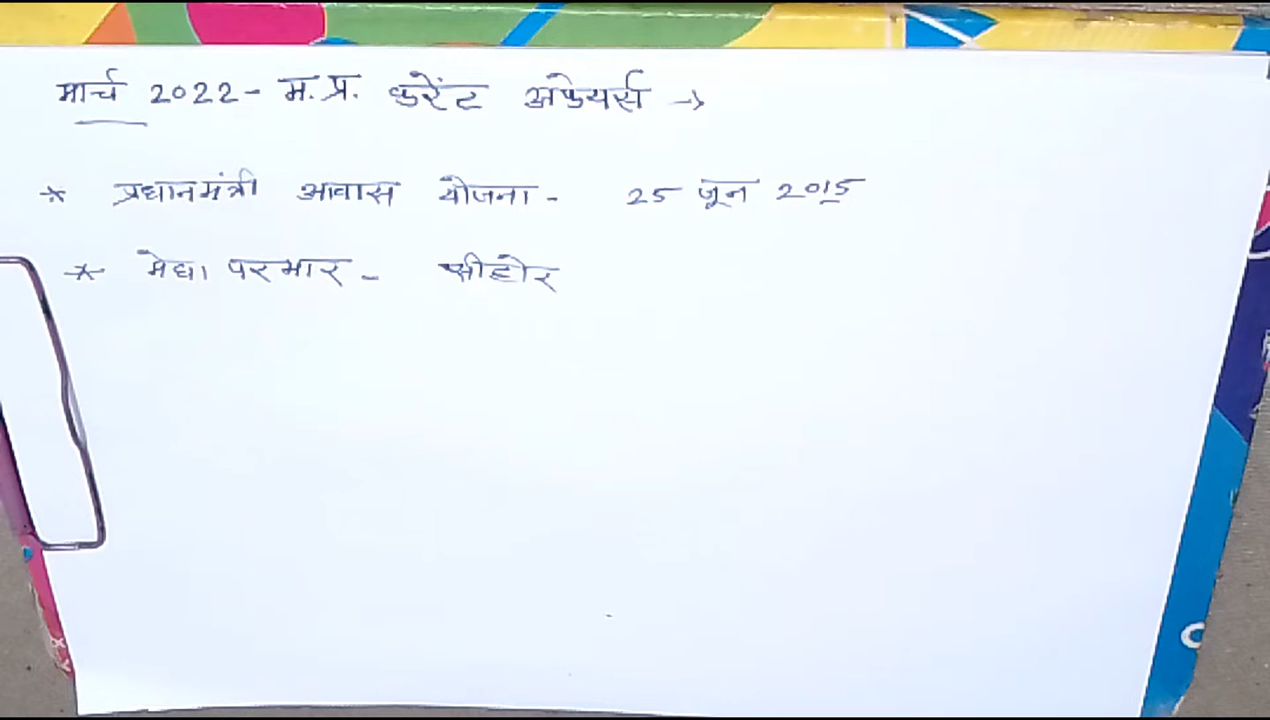 मार्च 2022- म.प्र. करेंट अफेयर्स →
* प्रधानमंत्री आवास योजना - 25 जून 2015
* मेघा परमार - सीहोर